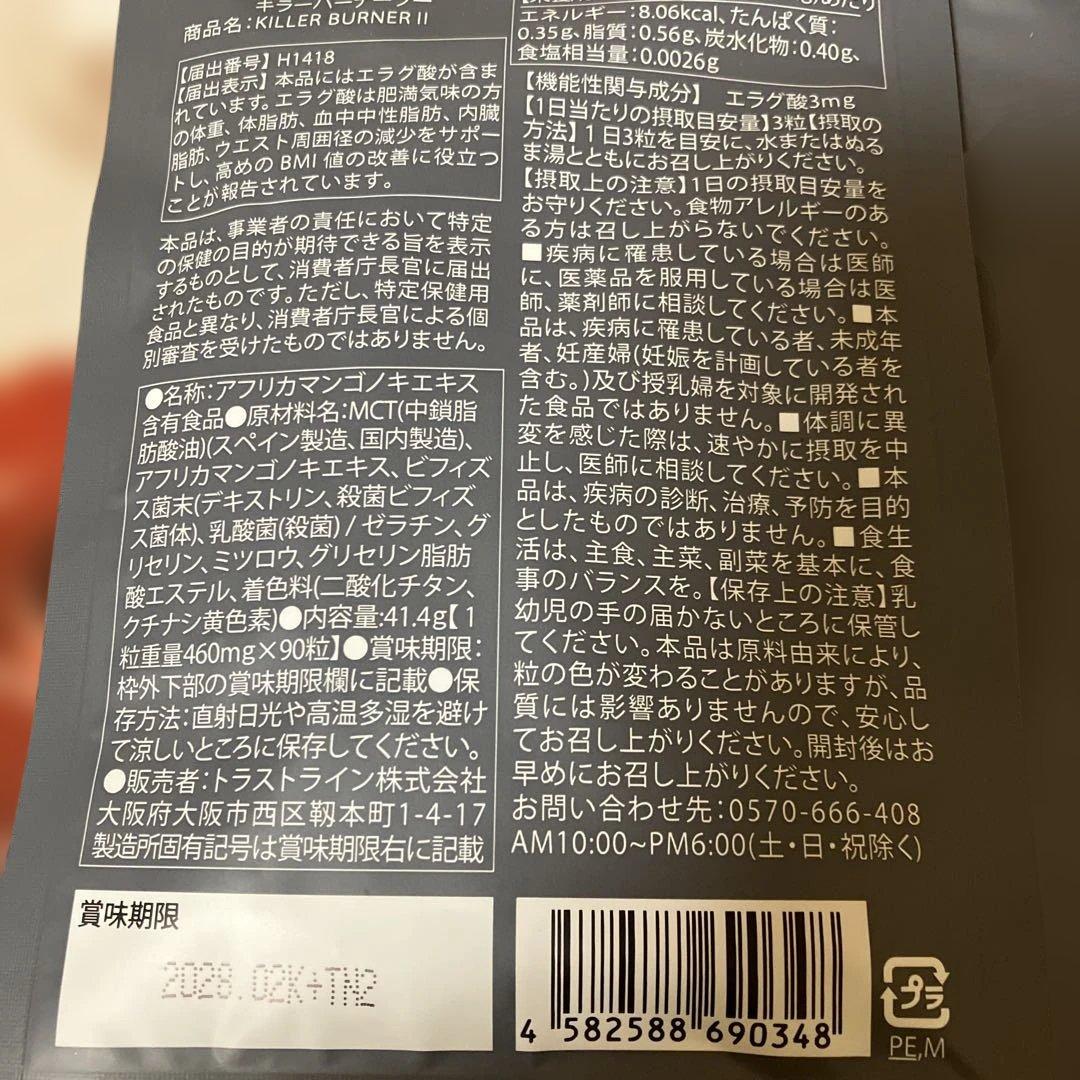 キラーバーナーツー
商品名:KILLER BURNER II
【届出番号】H1418
【届出表示】本品にはエラグ酸が含ま
れています。エラグ酸は肥満気味の方
の体重、体脂肪、血中中性脂肪、内臓
脂肪、ウエスト周囲径の減少をサポー
トし、高めのBMI値の改善に役立つ
ことが報告されています。
本品は、事業者の責任において特定
の保健の目的が期待できる旨を表示
するものとして、消費者庁長官に届出
されたものです。ただし、特定保健用
食品と異なり、消費者庁長官による個
別審査を受けたものではありません。
●名称:アフリカマンゴノキエキス
含有食品●原材料名:MCT(中鎖脂
肪酸油)(スペイン製造、国内製造)、
アフリカマンゴノキエキス、ビフィズ
ス菌末(デキストリン、殺菌ビフィズ
ス菌体)、乳酸菌(殺菌) / ゼラチン、グ
リセリン、ミツロウ、グリセリン脂肪
酸エステル、着色料(二酸化チタン、
クチナシ黄色素)●内容量:41.4g【1
粒重量460mg×90粒】●賞味期限:
枠外下部の賞味期限欄に記載●保
存方法:直射日光や高温多湿を避け
て涼しいところに保存してください。
●販売者:トラストライン株式会社
大阪府大阪市西区靱本町1-4-17
製造所固有記号は賞味期限右に記載
エネルギー:8.06kcal、たんぱく質:
0.35g、脂質:0.56g、炭水化物:0.40g、
食塩相当量:0.0026g
【機能性関与成分】 エラグ酸3mg
【1日当たりの摂取目安量】3粒【摂取の
方法】1日3粒を目安に、水またはぬる
ま湯とともにお召し上がりください。
【摂取上の注意】1日の摂取目安量を
お守りください。食物アレルギーのあ
る方は召し上がらないでください。
■疾病に罹患している場合は医師
に、医薬品を服用している場合は医
師、薬剤師に相談してください。■本
品は、疾病に罹患している者、未成年
者、妊産婦(妊娠を計画している者を
含む。)及び授乳婦を対象に開発され
た食品ではありません。■体調に異
変を感じた際は、速やかに摂取を中
止し、医師に相談してください。■本
品は、疾病の診断、治療、予防を目的
としたものではありません。■食生
活は、主食、主菜、副菜を基本に、食
事のバランスを。【保存上の注意】乳
幼児の手の届かないところに保管し
てください。本品は原料由来により、
粒の色が変わることがありますが、品
質には影響ありませんので、安心し
てお召し上がりください。開封後はお
早めにお召し上がりください。
お問い合わせ先:0570-666-408
AM10:00~PM6:00(土・日・祝除く)
賞味期限
2028.02K+TN2
4 582588 690348
プラ
PE,M